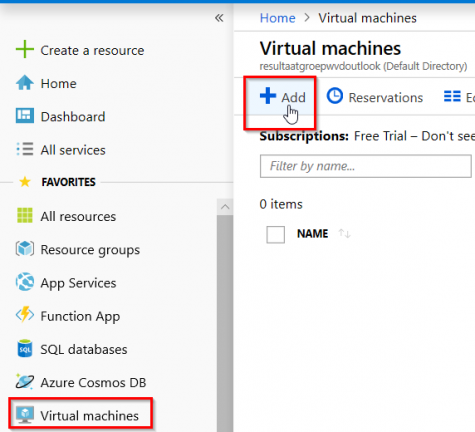 «
Create a resource
Home
Dashboard
All services
FAVORITES
All resources
Resource groups
App Services
Function App
SQL databases
Azure Cosmos DB
Virtual machines
Home > Virtual machines
Virtual machines
resultaatgroepwvdoutlook (Default Directory)
Add Reservations Ed
Subscriptions: Free Trial – Don't see
Filter by name...
0 items
NAME ↑↓